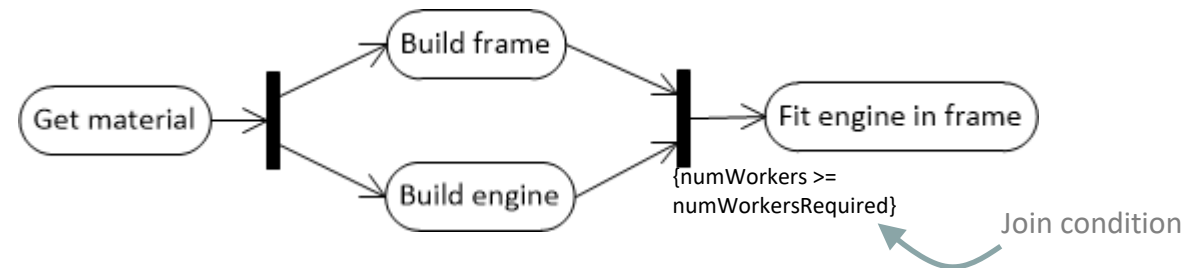 Get material
Build frame
Build engine
Fit engine in frame
{numWorkers >=
numWorkersRequired}
Join condition